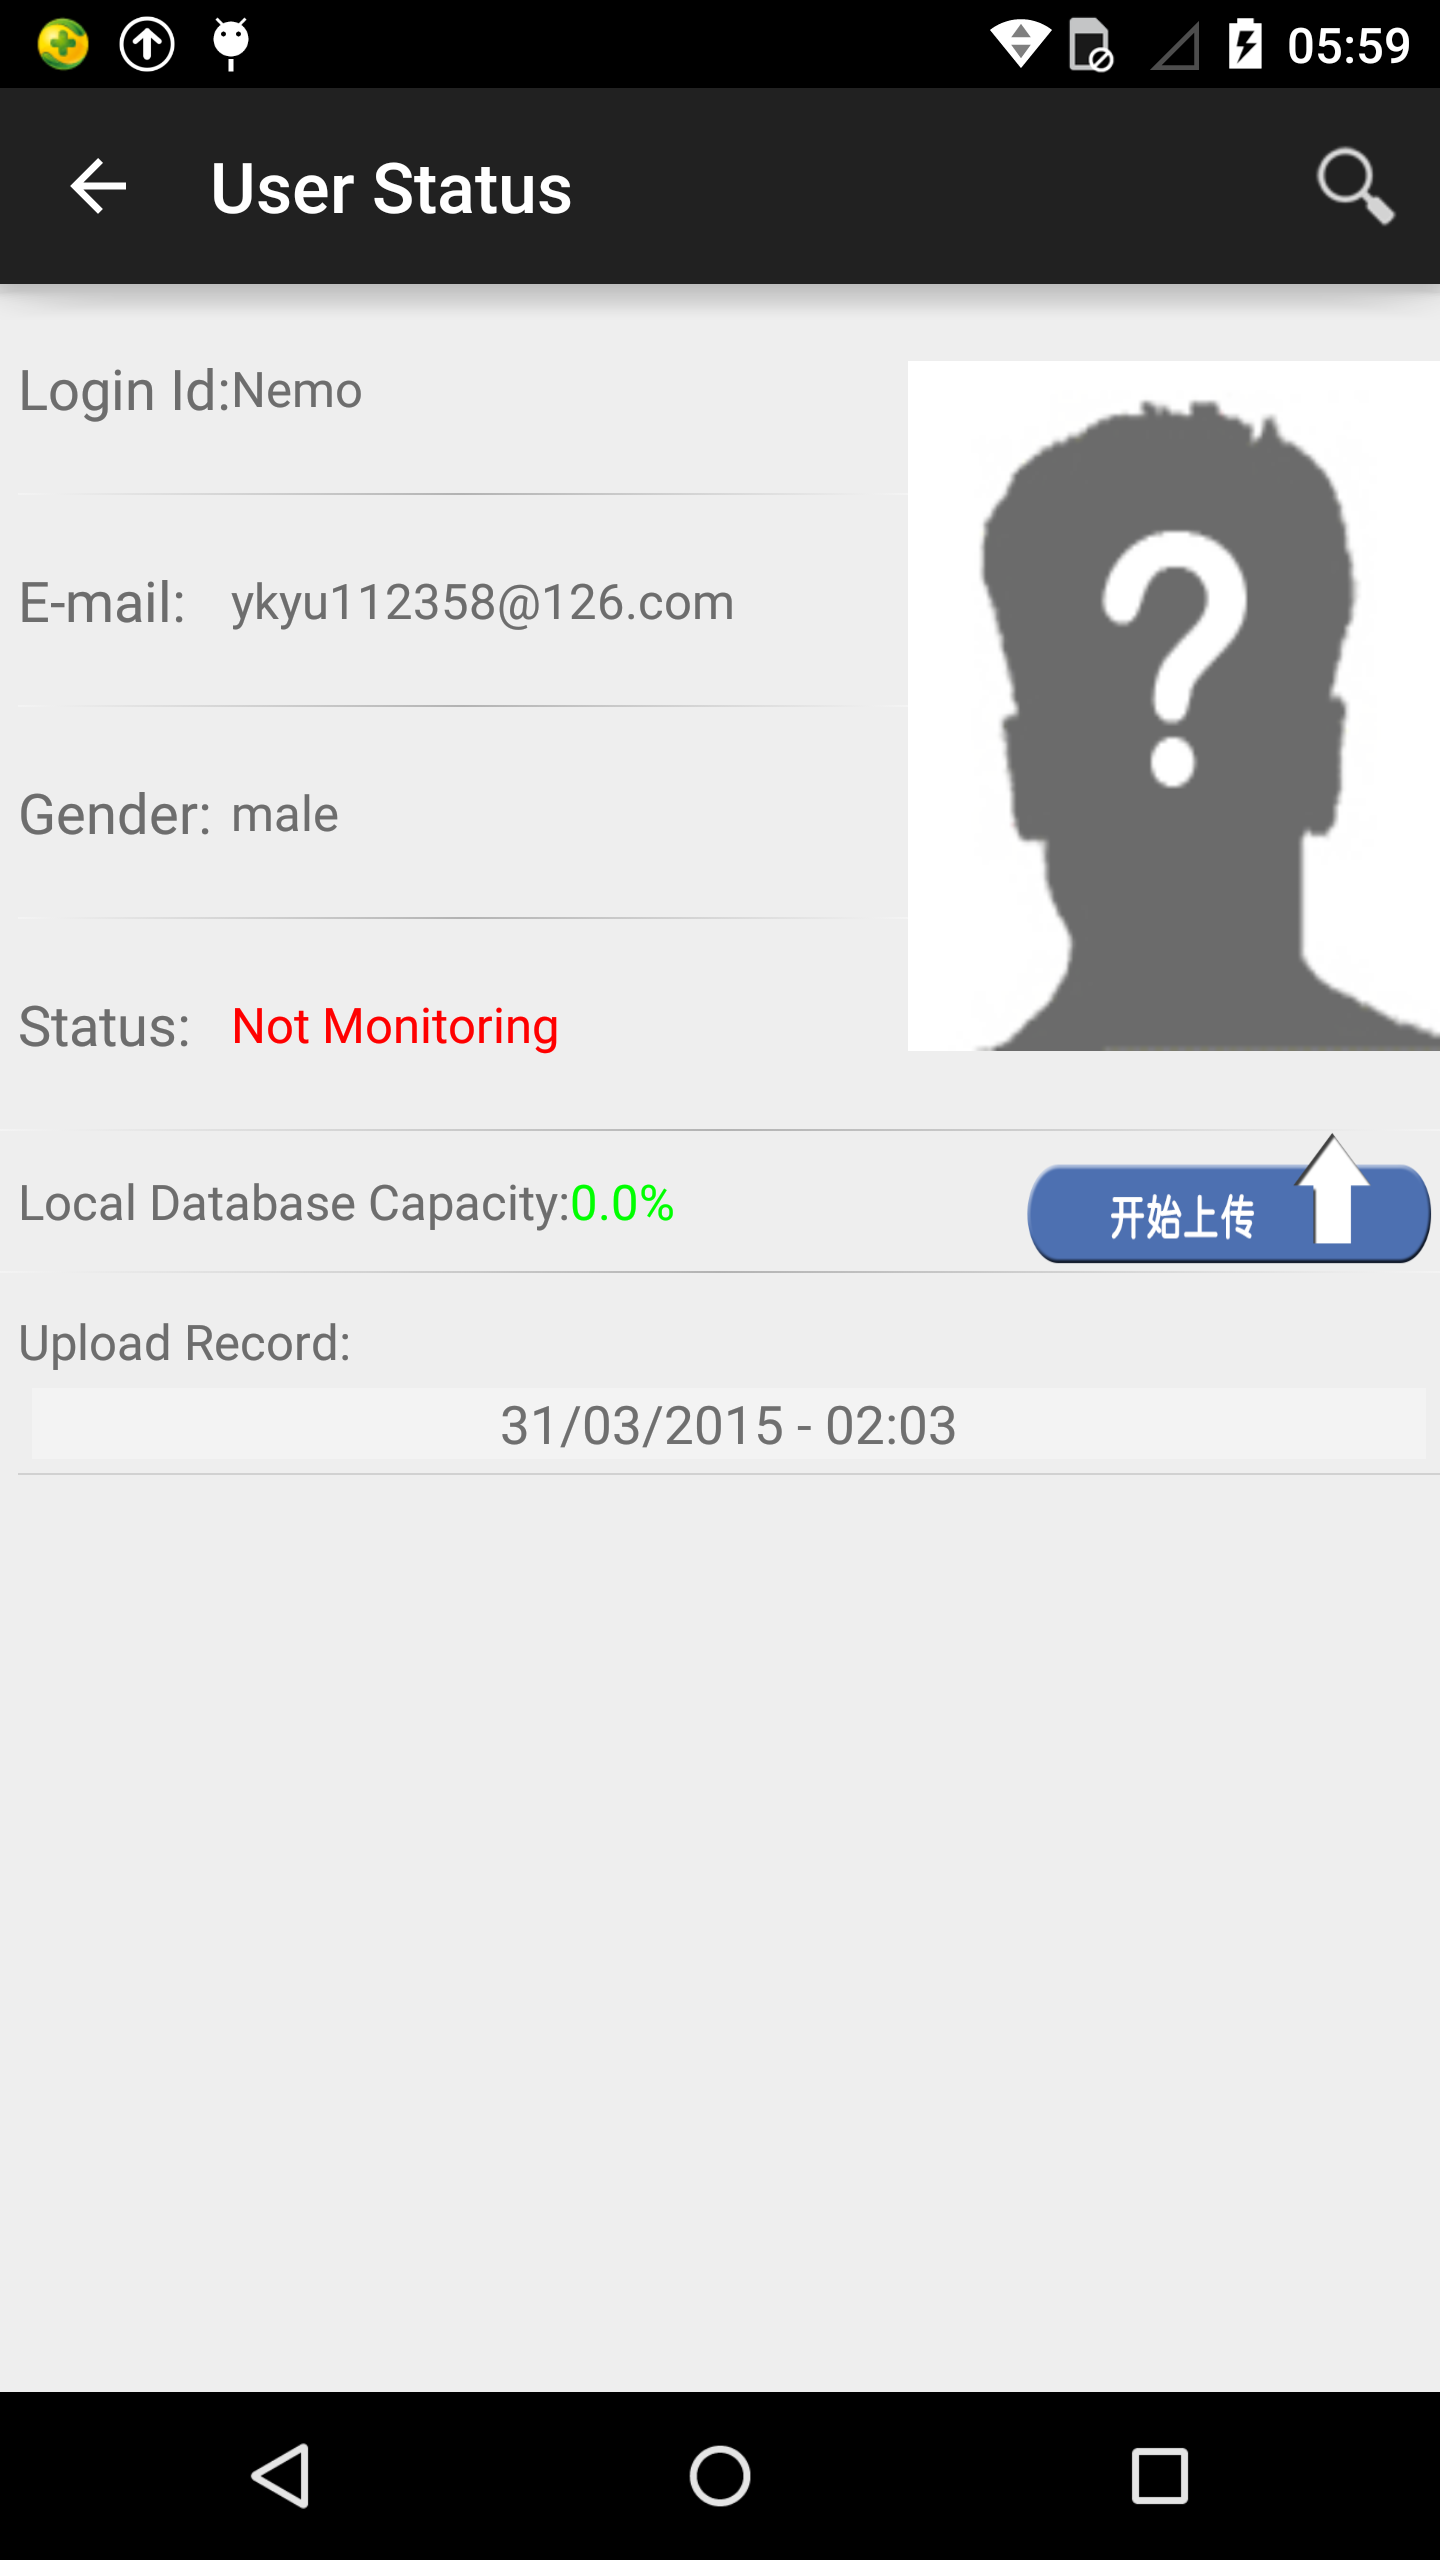 05:59
User Status
Login Id:Nemo
E-mail: ykyu112358@126.com
Gender: male
Status: Not Monitoring
Local Database Capacity:0.0%
开始上传
Upload Record:
31/03/2015 - 02:03